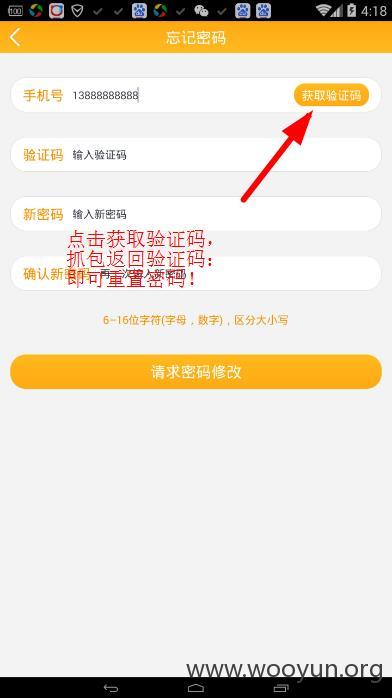 100 4:18
忘记密码
手机号 13888888888 获取验证码
验证码 输入验证码
新密码 输入新密码
点击获取验证码,
抓包返回验证码:
确认新密码 再一次输入新密码
即可重置密码!
6-16位字符(字母，数字)，区分大小写
请求密码修改
www.wooyun.org